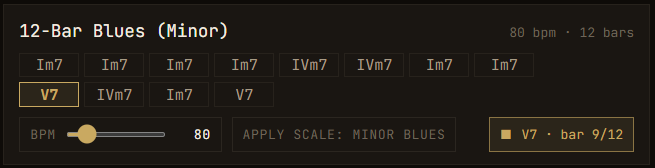 12-Bar Blues (Minor) 80 bpm · 12 bars
Im7 Im7 Im7 Im7 IVm7 IVm7 Im7 Im7
V7 IVm7 Im7 V7
BPM 80 APPLY SCALE: MINOR BLUES V7 · bar 9/12